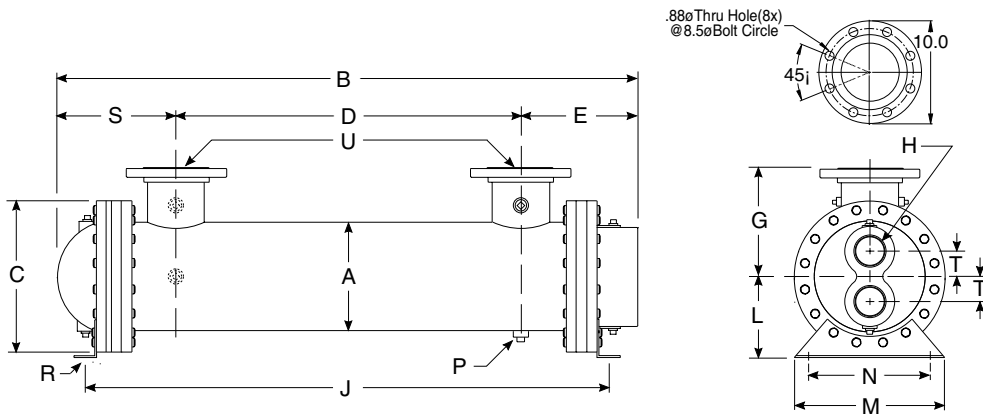 .88øThru Hole(8x)
@8.5øBolt Circle
10.0
45¡
B
S
D
E
U
H
G
C
A
T
T
L
R
P
J
N
M